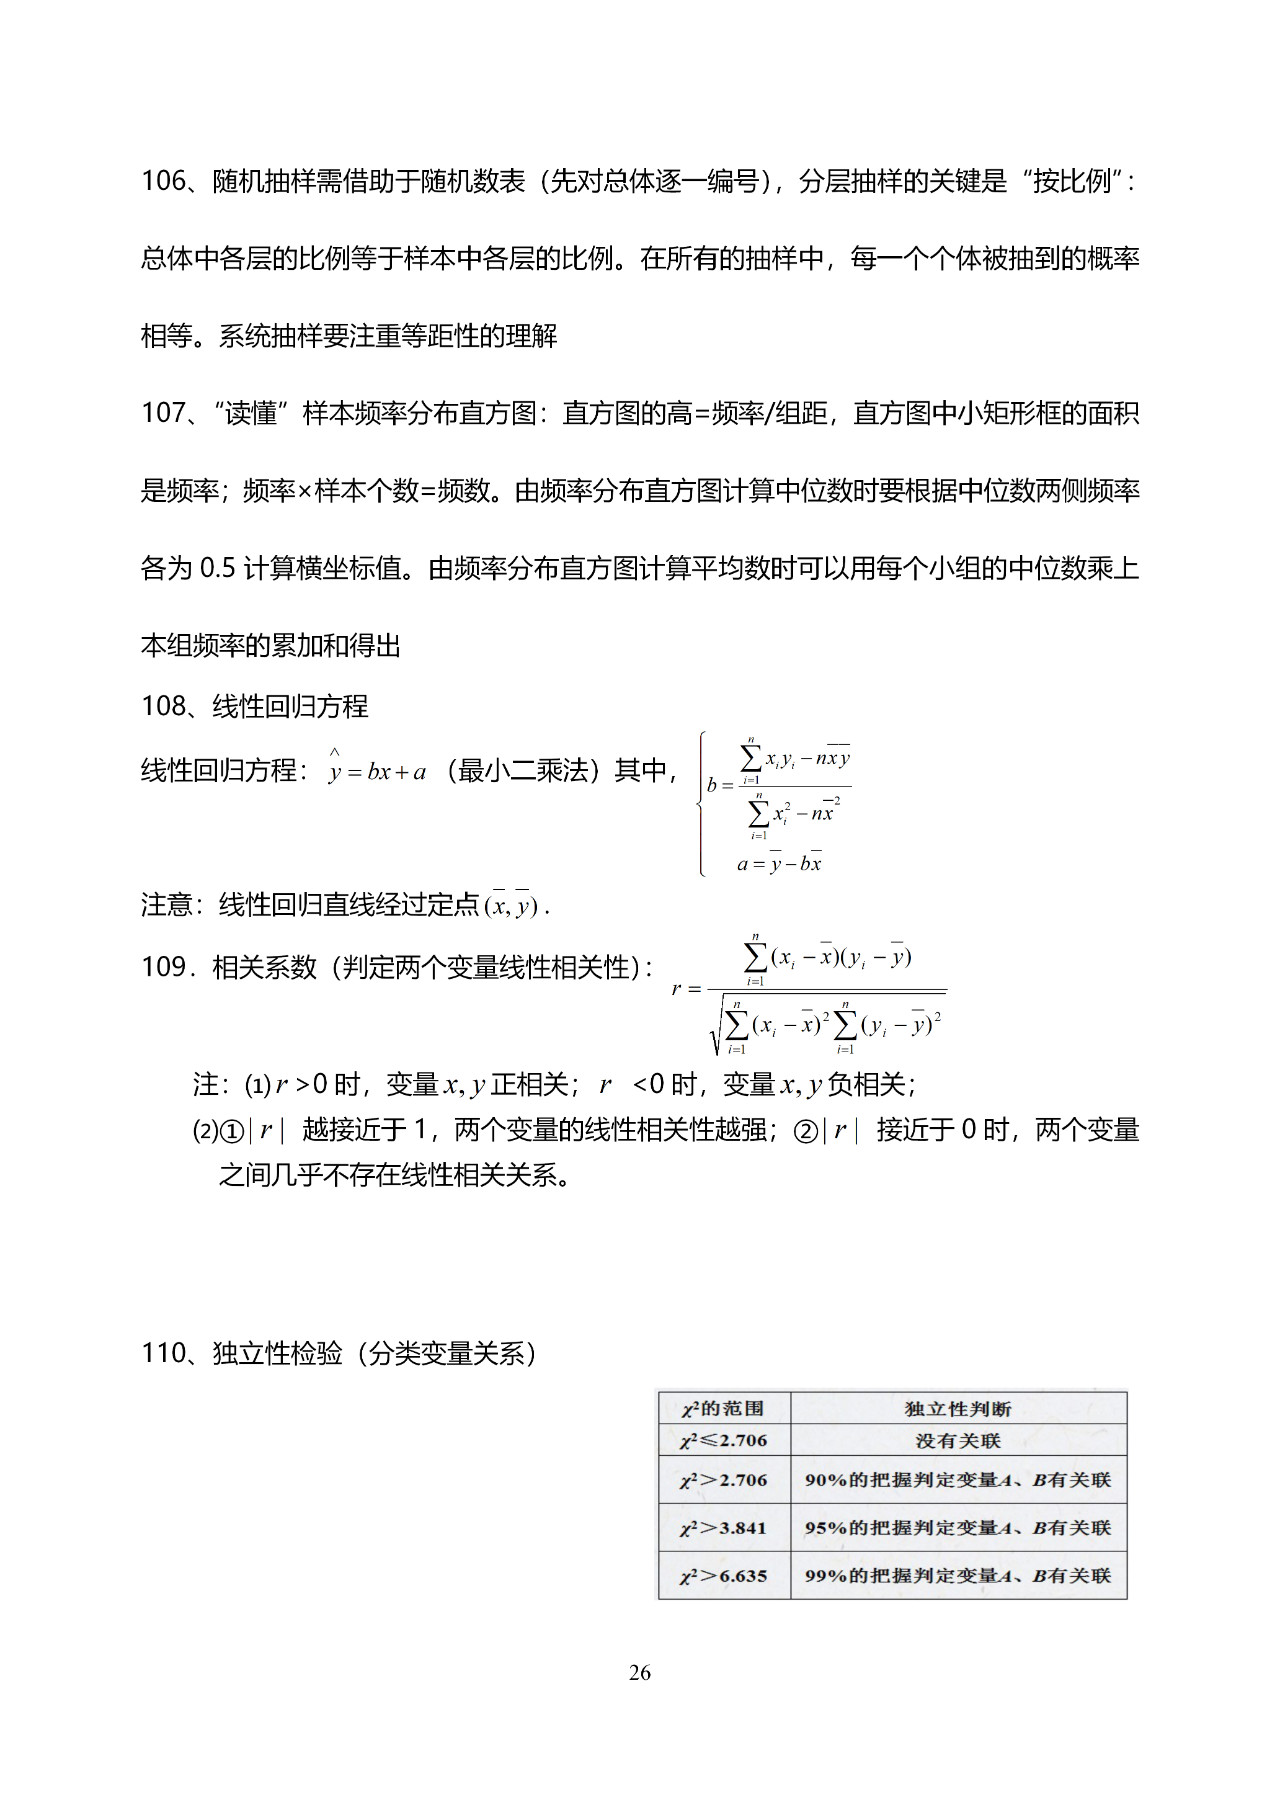 106、随机抽样需借助于随机数表（先对总体逐一编号），分层抽样的关键是“按比例”：
总体中各层的比例等于样本中各层的比例。在所有的抽样中，每一个个体被抽到的概率
相等。系统抽样要注重等距性的理解
107、“读懂”样本频率分布直方图：直方图的高=频率/组距，直方图中小矩形框的面积
是频率；频率×样本个数=频数。由频率分布直方图计算中位数时要根据中位数两侧频率
各为 0.5 计算横坐标值。由频率分布直方图计算平均数时可以用每个小组的中位数乘上
本组频率的累加和得出
108、线性回归方程
线性回归方程： $\hat{y}=bx+a$ （最小二乘法）其中， $\begin{cases} b=\dfrac{\sum_{i=1}^{n}x_iy_i-n\overline{x}\,\overline{y}}{\sum_{i=1}^{n}x_i^2-n\overline{x}^2} \\ a=\overline{y}-b\overline{x} \end{cases}$
注意：线性回归直线经过定点 $(\overline{x},\overline{y})$ .
109．相关系数（判定两个变量线性相关性）： $r=\dfrac{\sum_{i=1}^{n}(x_i-\overline{x})(y_i-\overline{y})}{\sqrt{\sum_{i=1}^{n}(x_i-\overline{x})^2\sum_{i=1}^{n}(y_i-\overline{y})^2}}$
注：⑴ r >0 时，变量 x, y 正相关； r <0 时，变量 x, y 负相关；
⑵①| r | 越接近于 1，两个变量的线性相关性越强；②| r | 接近于 0 时，两个变量
之间几乎不存在线性相关关系。
110、独立性检验（分类变量关系）
χ²的范围 独立性判断
χ²≤2.706 没有关联
χ²＞2.706 90%的把握判定变量A、B有关联
χ²＞3.841 95%的把握判定变量A、B有关联
χ²＞6.635 99%的把握判定变量A、B有关联
26